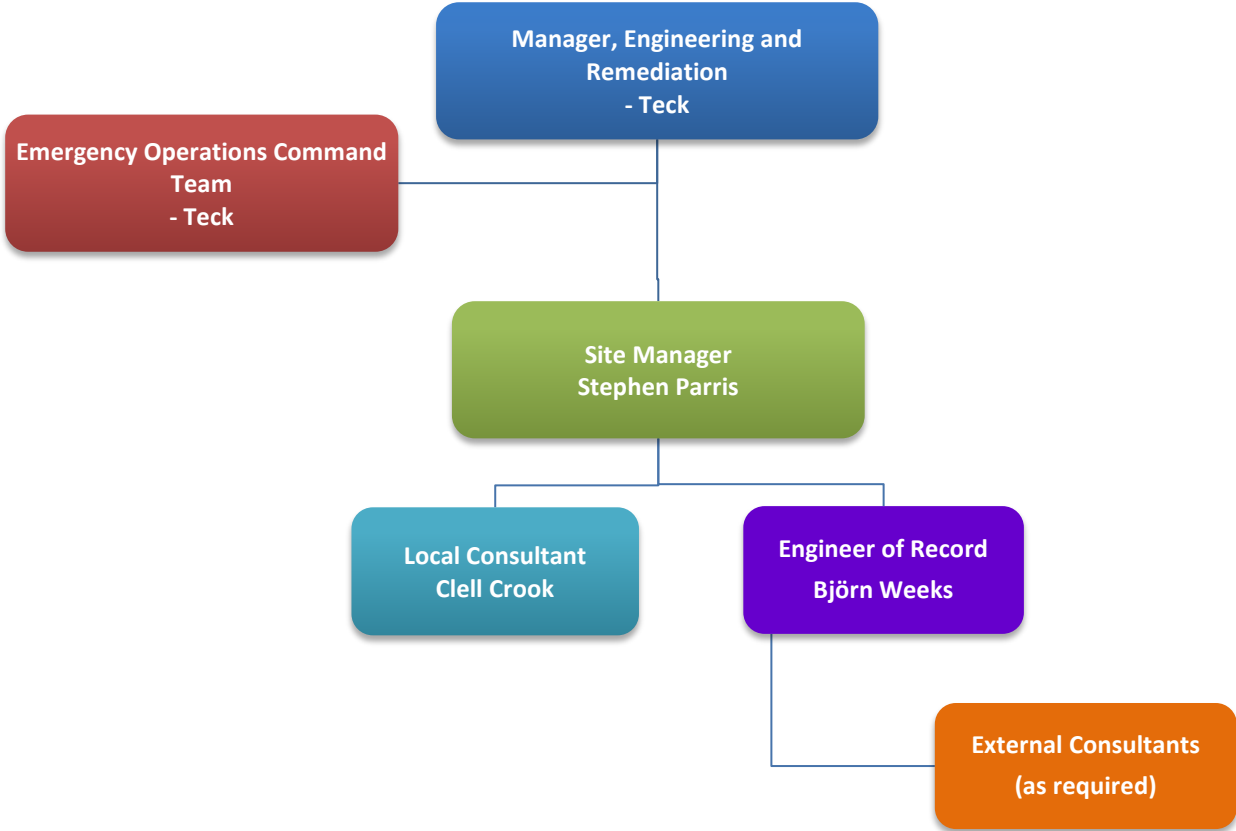 Manager, Engineering and
Remediation
- Teck
Emergency Operations Command
Team
- Teck
Site Manager
Stephen Parris
Local Consultant
Clell Crook
Engineer of Record
Björn Weeks
External Consultants
(as required)